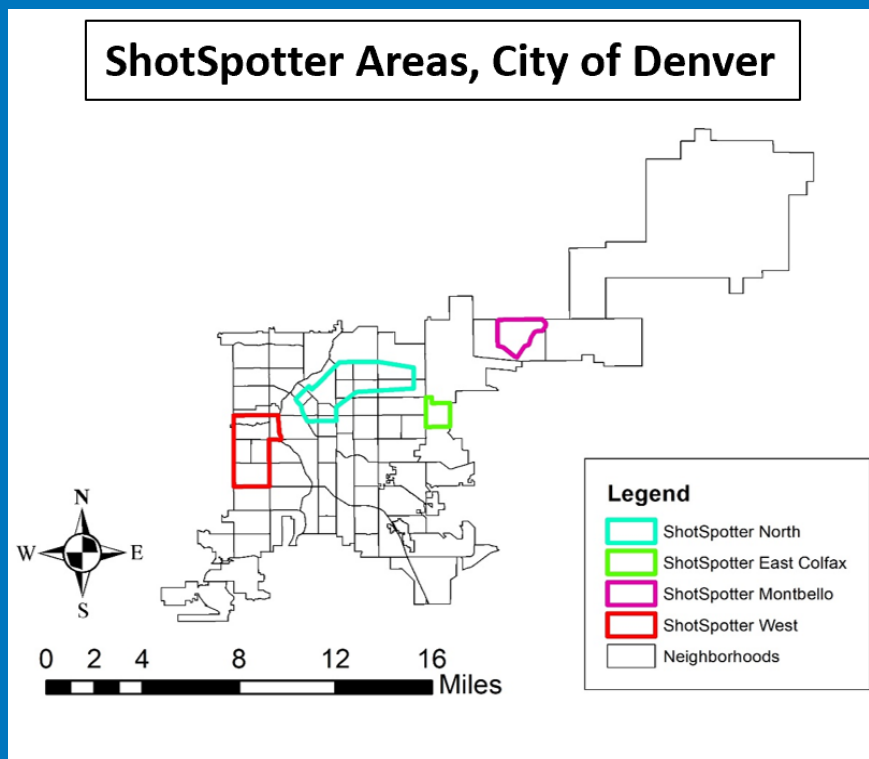 ShotSpotter Areas, City of Denver
N
W E
S
0 2 4 8 12 16
Miles
Legend
ShotSpotter North
ShotSpotter East Colfax
ShotSpotter Montbello
ShotSpotter West
Neighborhoods